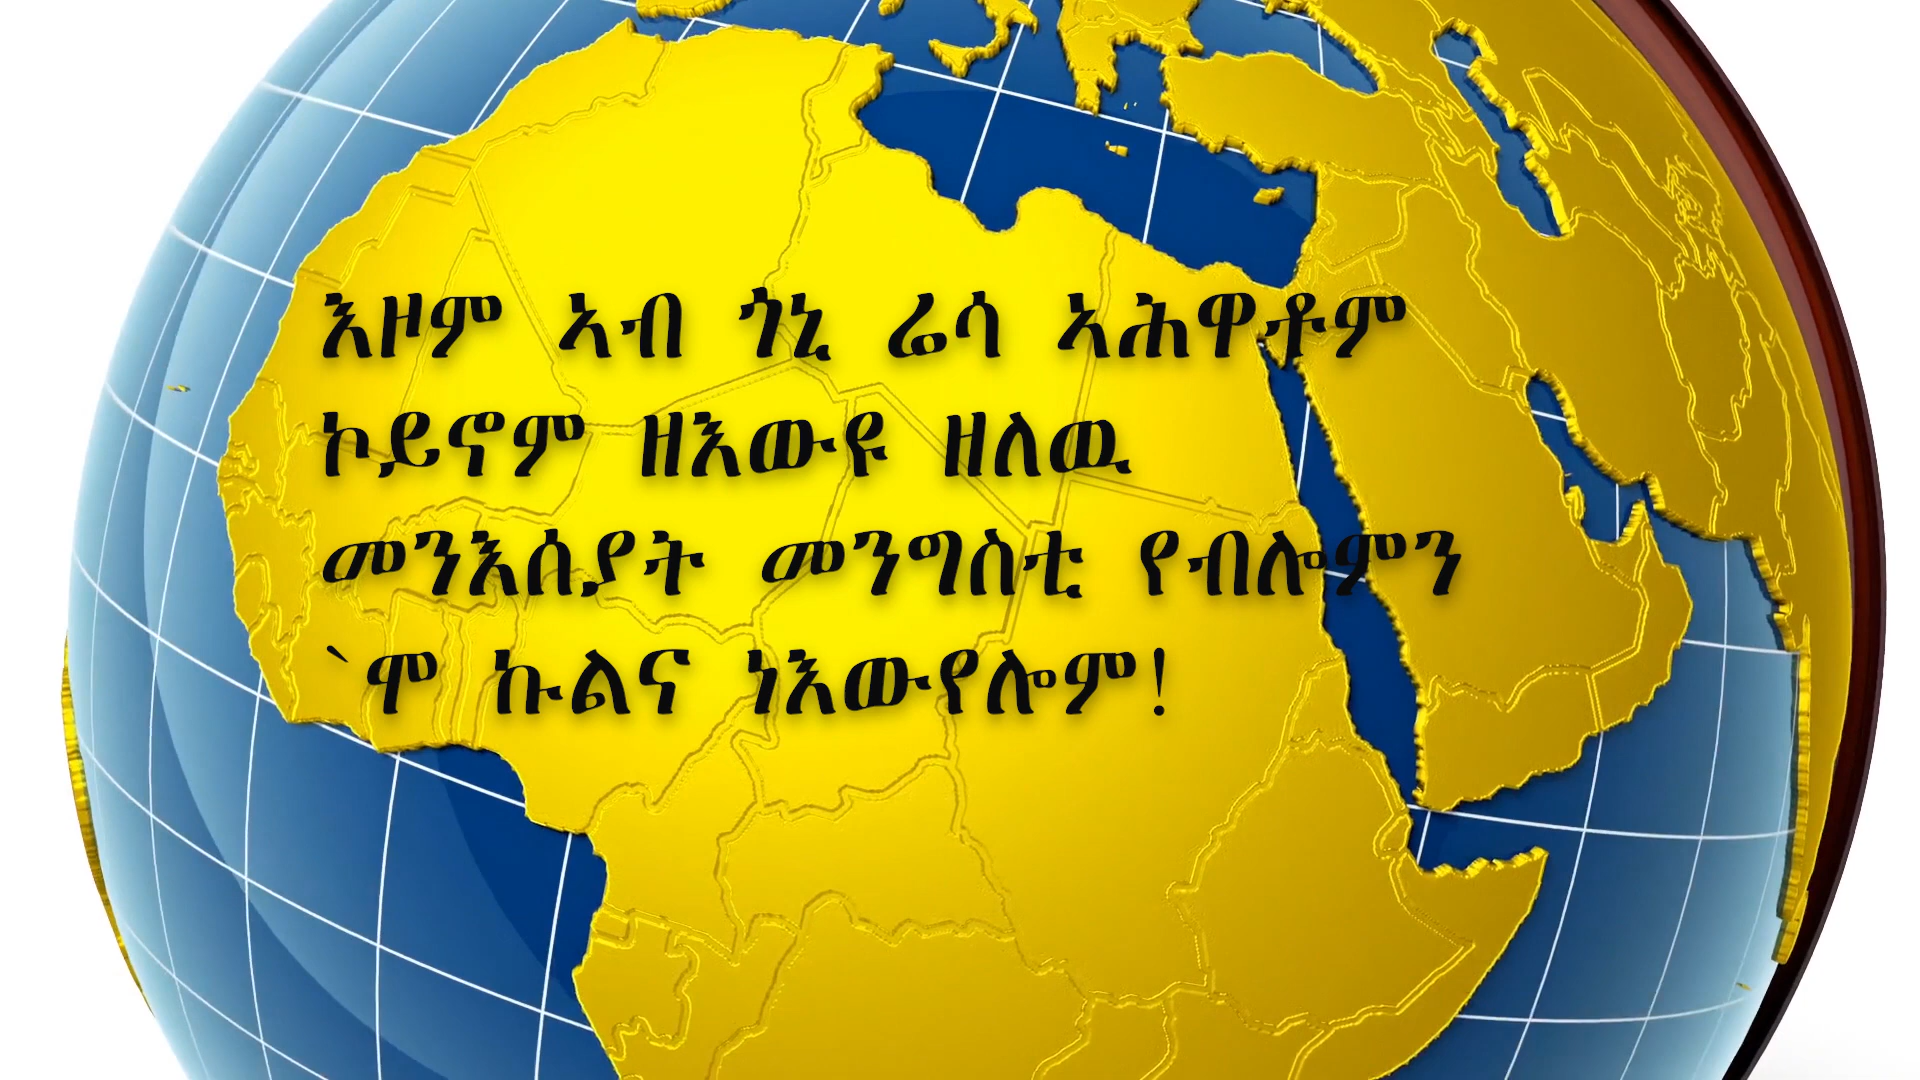 እዞም ኣብ ጎኒ ሬሳ ኣሕዋቶም
ኮይኖም ዘእውዩ ዘለዉ
መንእሰያት መንግስቲ የብሎምን
`ሞ ኩልና ነእውየሎም!